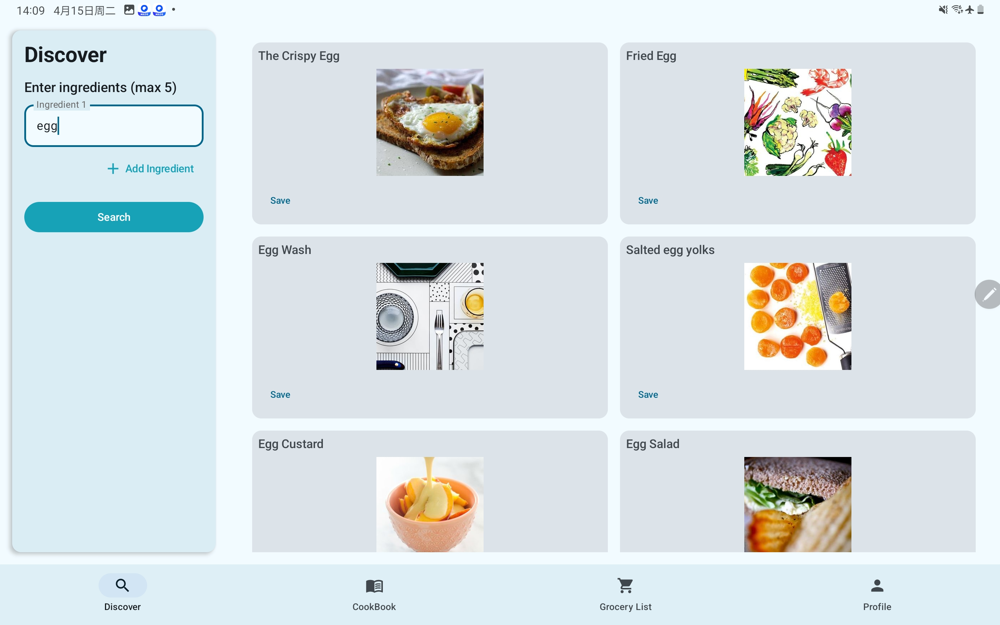 14:09 4月15日周二
Discover
Enter ingredients (max 5)
Ingredient 1
egg
Add Ingredient
Search
The Crispy Egg
Save
Fried Egg
Save
Egg Wash
Save
Salted egg yolks
Save
Egg Custard
Egg Salad
Discover
CookBook
Grocery List
Profile